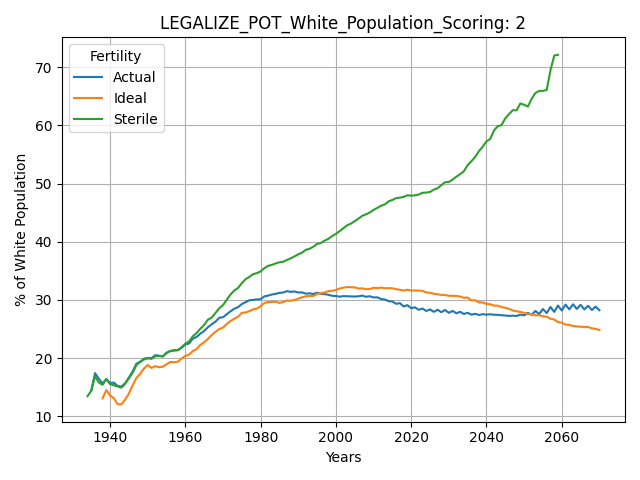 LEGALIZE_POT_White_Population_Scoring: 2
Fertility
Actual
Ideal
Sterile
% of White Population
70
60
50
40
30
20
10
1940 1960 1980 2000 2020 2040 2060
Years